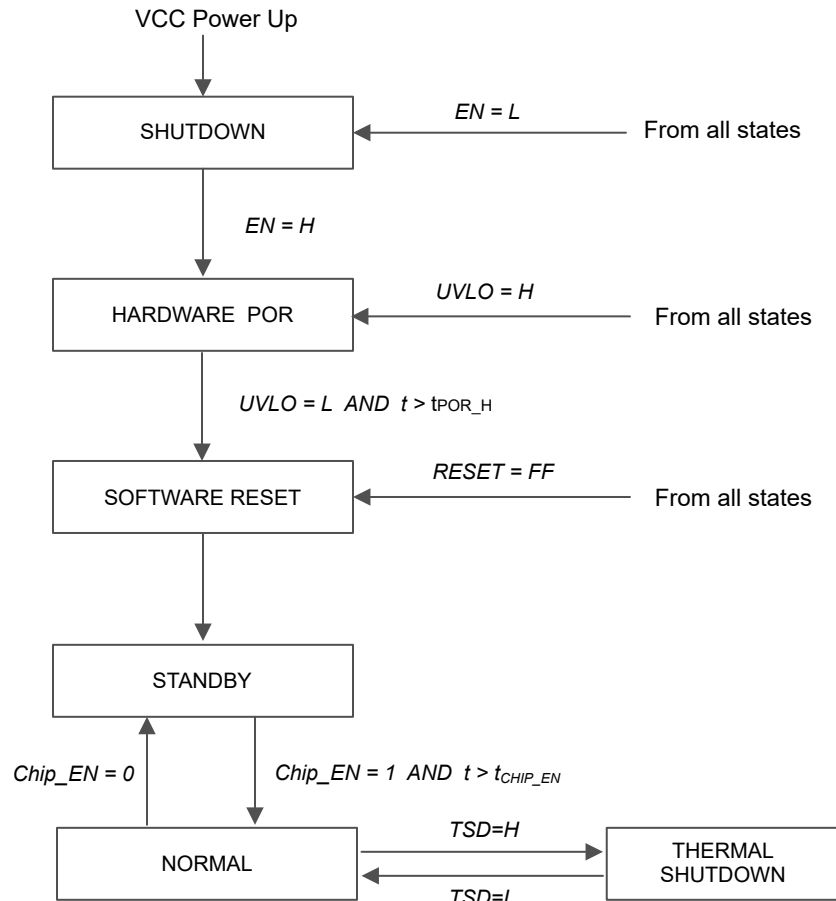 VCC Power Up
EN = L
SHUTDOWN
From all states
EN = H
UVLO = H
HARDWARE POR
From all states
UVLO = L AND t > tPOR_H
RESET = FF
SOFTWARE RESET
From all states
STANDBY
Chip_EN = 0
Chip_EN = 1 AND t > tCHIP_EN
TSD=H
NORMAL
THERMAL
SHUTDOWN
TSD=L